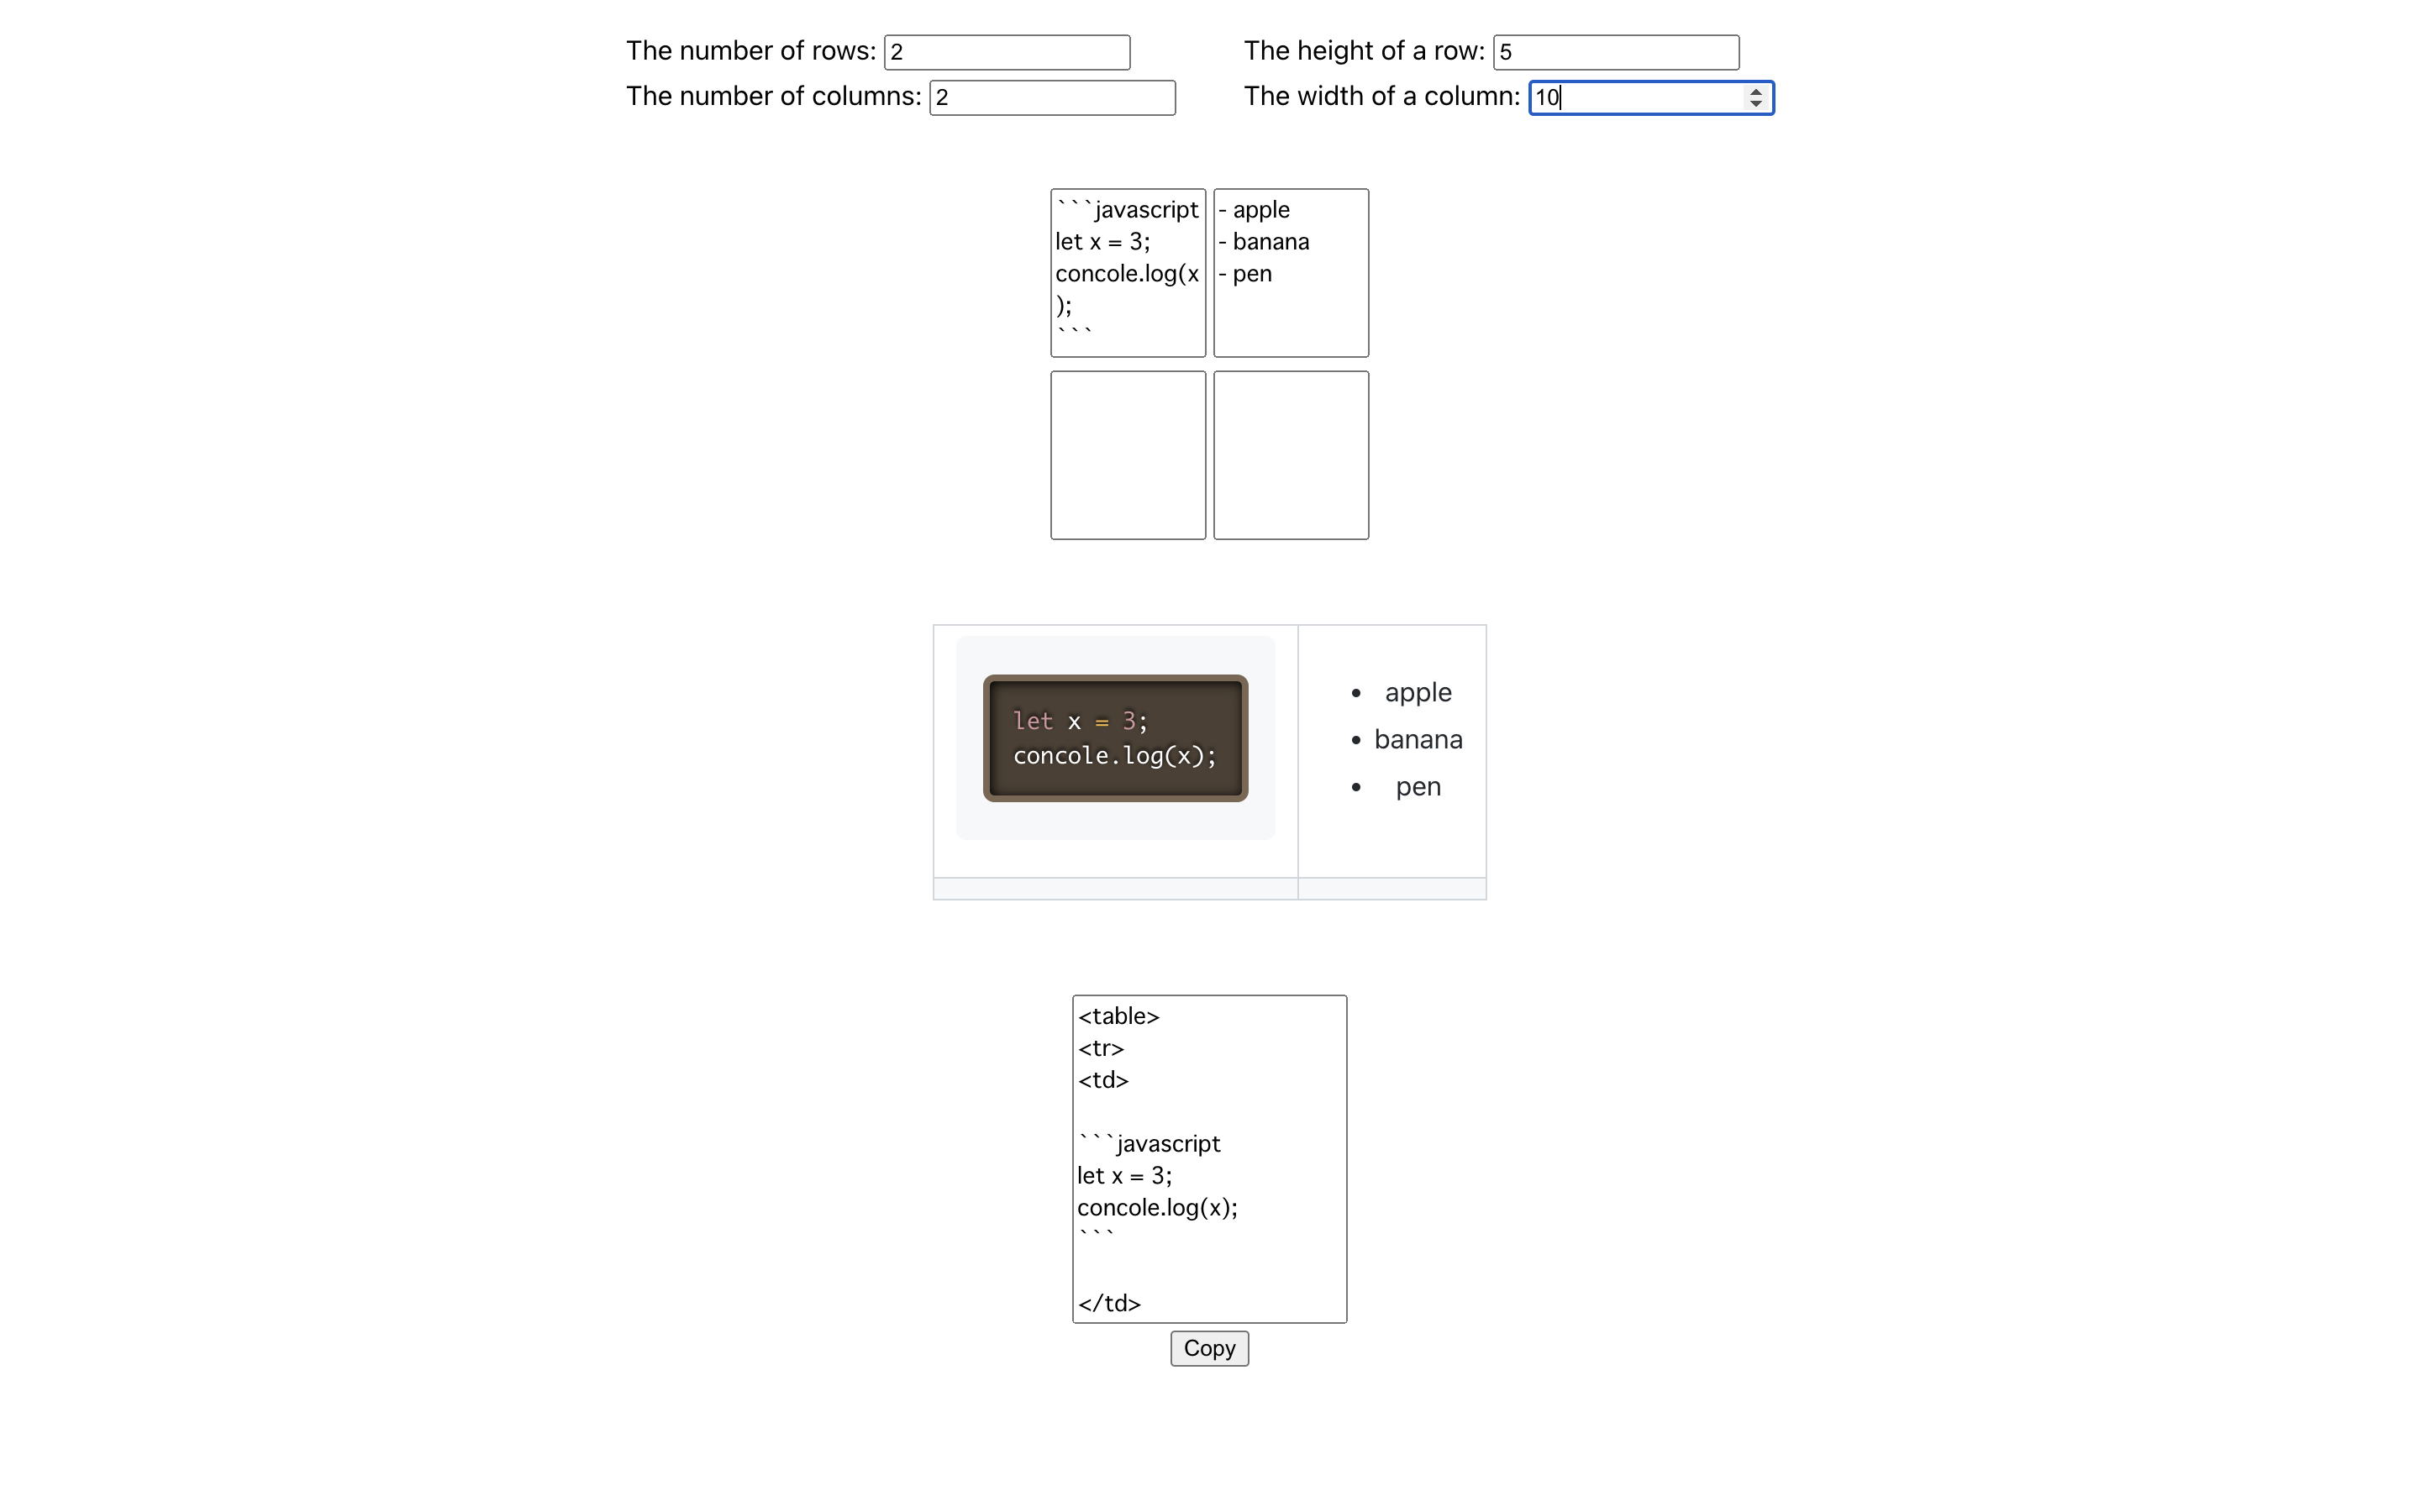 The number of rows: 2
The height of a row: 5
The number of columns: 2
The width of a column: 10
```javascript
let x = 3;
concole.log(x
);
```
- apple
- banana
- pen
let x = 3;
concole.log(x);
• apple
• banana
• pen
<table>
<tr>
<td>
```javascript
let x = 3;
concole.log(x);
```
</td>
Copy